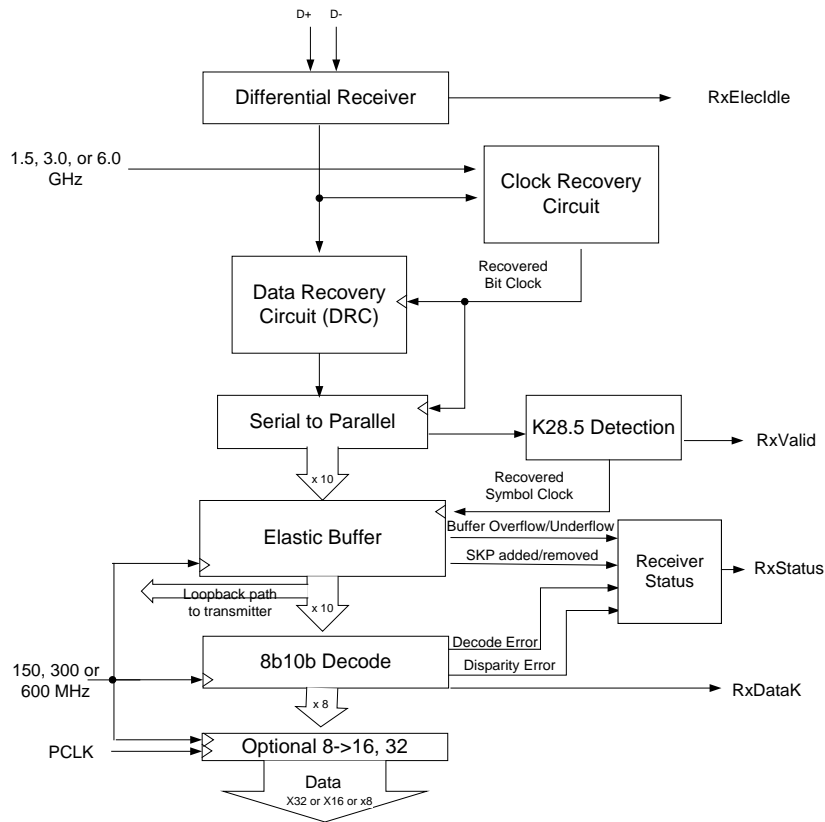 D+ D-
Differential Receiver
RxElecIdle
1.5, 3.0, or 6.0
GHz
Clock Recovery
Circuit
Recovered
Bit Clock
Data Recovery
Circuit (DRC)
Serial to Parallel
K28.5 Detection
RxValid
x 10
Recovered
Symbol Clock
Elastic Buffer
Buffer Overflow/Underflow
SKP added/removed
Receiver
Status
RxStatus
Loopback path
to transmitter
x 10
Decode Error
8b10b Decode
Disparity Error
150, 300 or
600 MHz
RxDataK
x 8
PCLK
Optional 8->16, 32
Data
X32 or X16 or x8